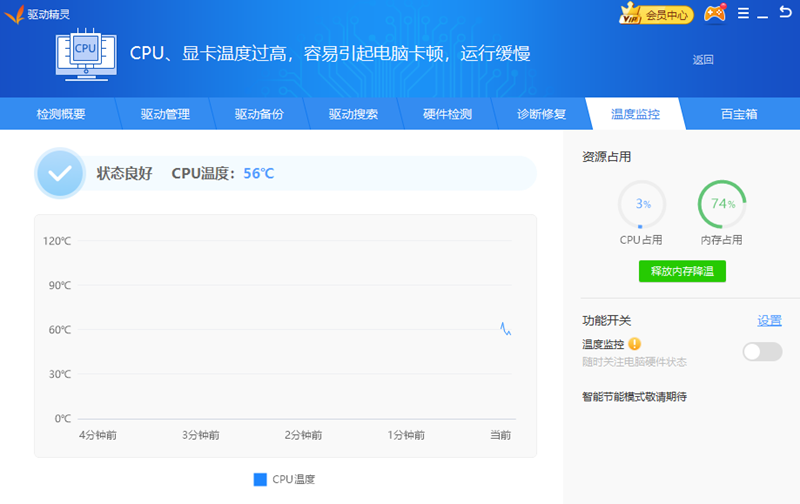 驱动精灵
VIP 会员中心
CPU
CPU、显卡温度过高，容易引起电脑卡顿，运行缓慢
返回
检测概要 驱动管理 驱动备份 驱动搜索 硬件检测 诊断修复 温度监控 百宝箱
状态良好 CPU温度：56℃
资源占用
3%
74%
CPU占用
内存占用
释放内存降温
120℃
90℃
60℃
30℃
0℃
4分钟前 3分钟前 2分钟前 1分钟前 当前
CPU温度
功能开关 设置
温度监控
随时关注电脑硬件状态
智能节能模式敬请期待